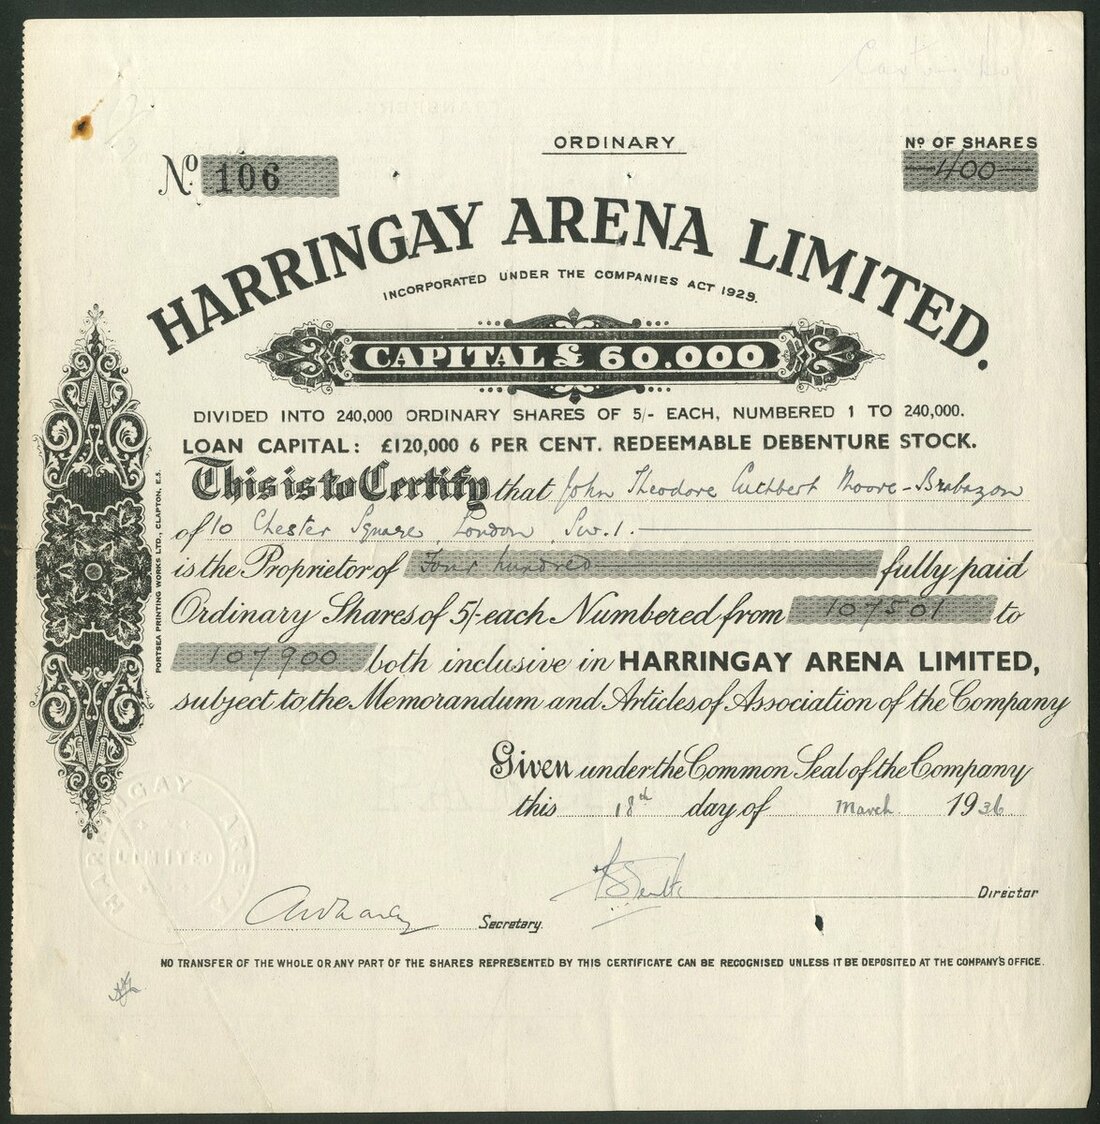 ORDINARY
Nº OF SHARES
Nº 106
400
HARRINGAY ARENA LIMITED.
INCORPORATED UNDER THE COMPANIES ACT 1929.
CAPITAL £ 60.000
DIVIDED INTO 240,000 ORDINARY SHARES OF 5/- EACH, NUMBERED 1 TO 240,000.
LOAN CAPITAL: £120,000 6 PER CENT. REDEEMABLE DEBENTURE STOCK.
This is to Certify that John Theodore Cuthbert Moore-Brabazon
of 10 Chester Square, London, Sw.1.
is the Proprietor of Four hundred fully paid
Ordinary Shares of 5/- each Numbered from 107501 to
107900 both inclusive in HARRINGAY ARENA LIMITED,
subject to the Memorandum and Articles of Association of the Company
Given under the Common Seal of the Company
this 18th day of March 1936.
HARRINGAY ARENA
LIMITED
Director
Secretary.
NO TRANSFER OF THE WHOLE OR ANY PART OF THE SHARES REPRESENTED BY THIS CERTIFICATE CAN BE RECOGNISED UNLESS IT BE DEPOSITED AT THE COMPANY'S OFFICE.
PORTSEA PRINTING WORKS LTD., CLAPTON, E.5.